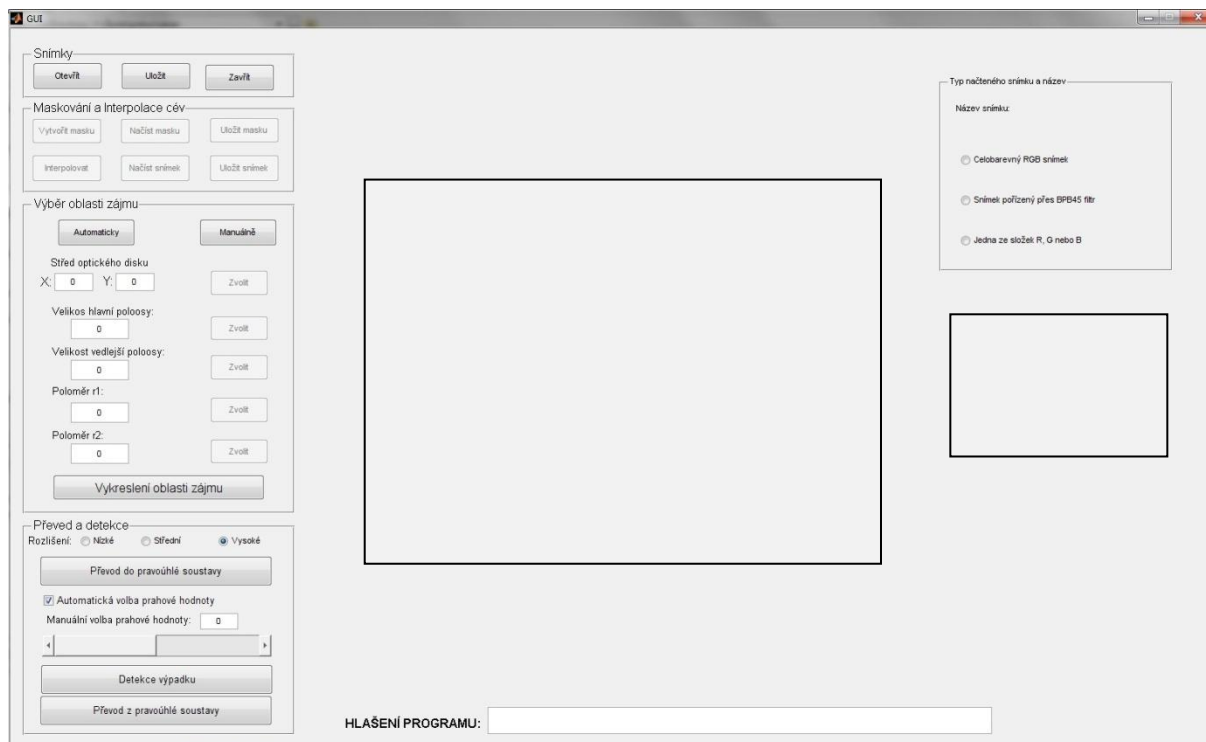 GUI
Snímky
Otevřít Uložit Zavřít
Maskování a Interpolace cév
Vytvořit masku Načíst masku Uložit masku
Interpolovat Načíst snímek Uložit snímek
Výběr oblasti zájmu
Automaticky Manuálně
Střed optického disku
X: 0 Y: 0 Zvolit
Velikos hlavní poloosy:
0 Zvolit
Velikost vedlejší poloosy:
0 Zvolit
Poloměr r1:
0 Zvolit
Poloměr r2:
0 Zvolit
Vykreslení oblasti zájmu
Převed a detekce
Rozlišení: Nízké Střední Vysoké
Převod do pravoúhlé soustavy
Automatická volba prahové hodnoty
Manuální volba prahové hodnoty: 0
Detekce výpadku
Převod z pravoúhlé soustavy
HLAŠENÍ PROGRAMU:
Typ načteného snímku a název
Název snímku:
Celobarevný RGB snímek
Snímek pořízený přes BPB45 filtr
Jedna ze složek R, G nebo B